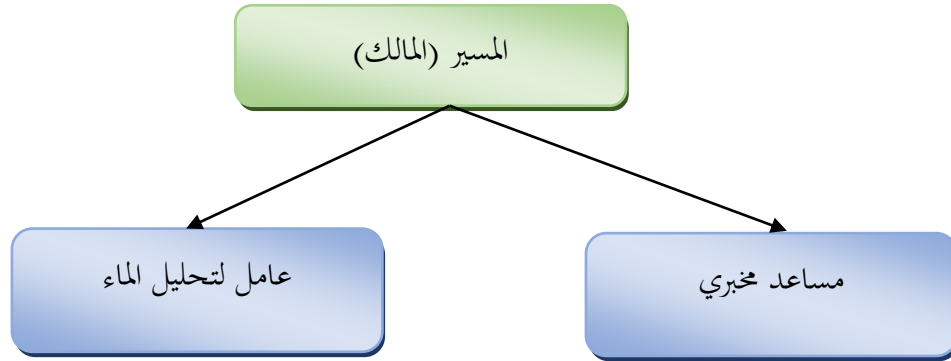 المسير (المالك)
مساعد مخبري
عامل لتحليل الماء